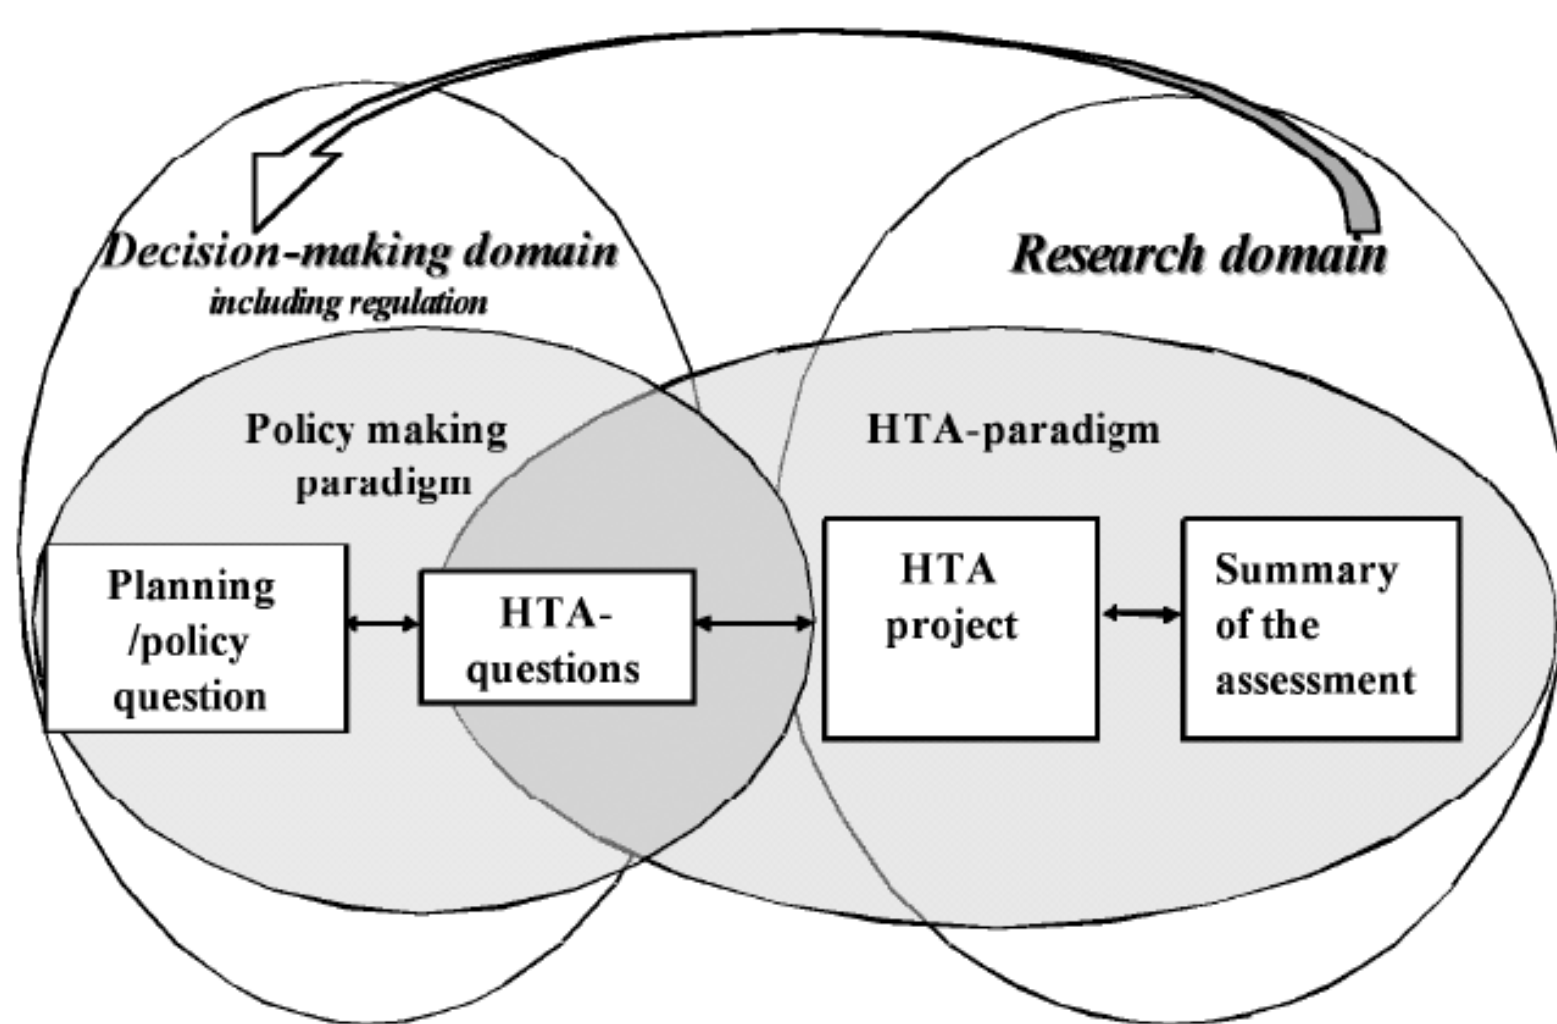 Decision-making domain
including regulation
Research domain
Policy making
paradigm
HTA-paradigm
Planning
/policy
question
HTA-
questions
HTA
project
Summary
of the
assessment